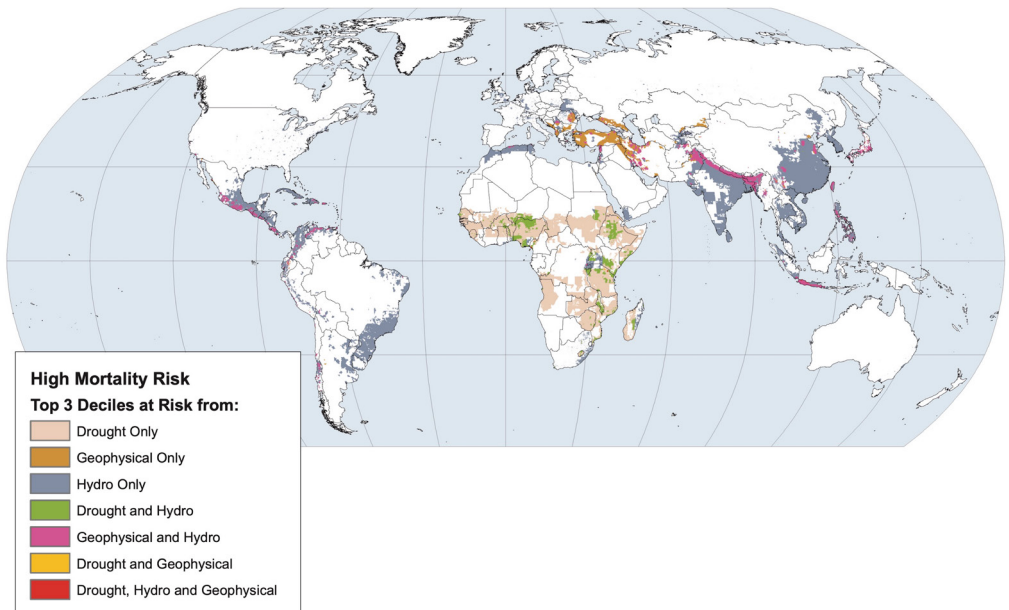 High Mortality Risk
Top 3 Deciles at Risk from:
Drought Only
Geophysical Only
Hydro Only
Drought and Hydro
Geophysical and Hydro
Drought and Geophysical
Drought, Hydro and Geophysical